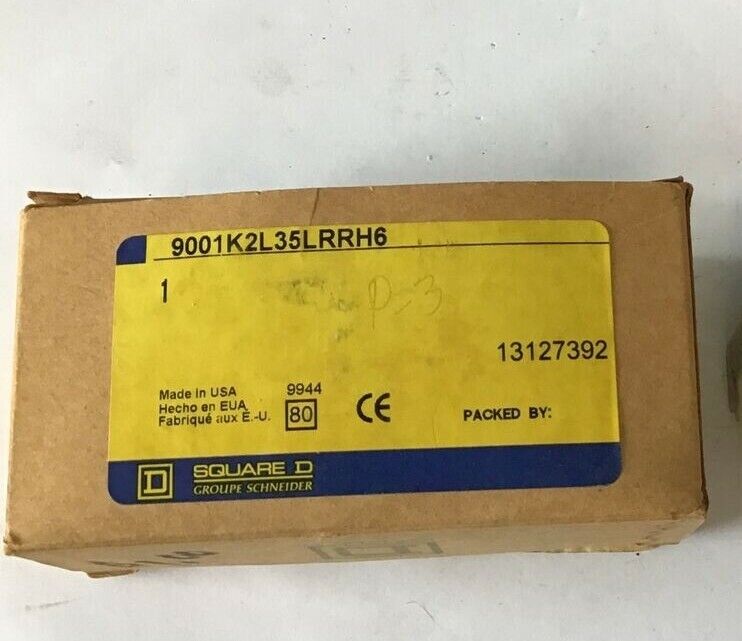 9001K2L35LRRH6
1
P-3
13127392
Made in USA
Hecho en EUA
Fabriqué aux É.-U.
9944
80
CE
PACKED BY:
D
SQUARE D
GROUPE SCHNEIDER